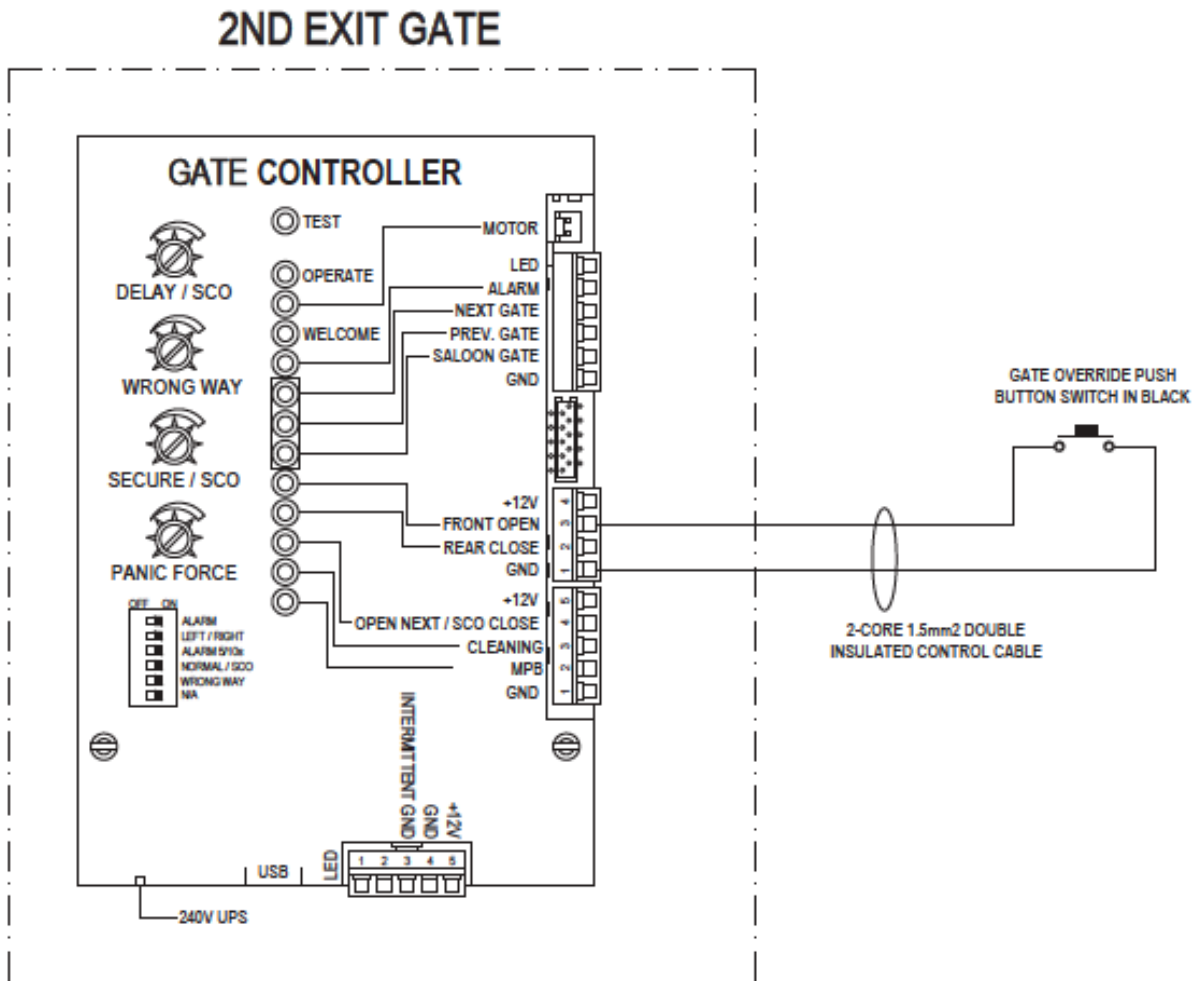 2ND EXIT GATE
GATE CONTROLLER
TEST
MOTOR
LED
OPERATE
DELAY / SCO
ALARM
NEXT GATE
WELCOME
PREV. GATE
SALOON GATE
WRONG WAY
GND
GATE OVERRIDE PUSH
BUTTON SWITCH IN BLACK
SECURE / SCO
+12V
4
FRONT OPEN
3
REAR CLOSE
2
PANIC FORCE
GND
1
OFF ON
+12V
5
ALARM
OPEN NEXT / SCO CLOSE
4
2-CORE 1.5mm2 DOUBLE
INSULATED CONTROL CABLE
LEFT / RIGHT
CLEANING
3
ALARM 5/10s
NORMAL / SCO
MPB
2
WRONG WAY
N/A
GND
1
INTERMITTENT GND
GND
+12V
LED
1 2 3 4 5
USB
240V UPS